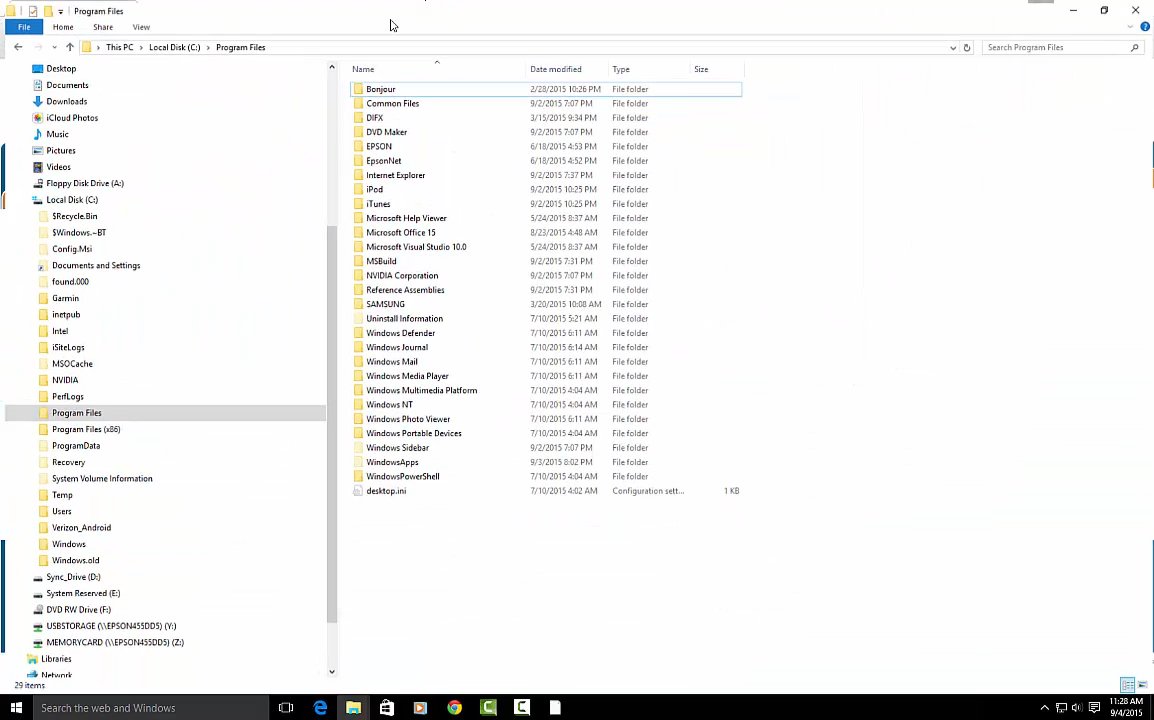 Program Files
File Home Share View
This PC Local Disk (C:) Program Files Search Program Files
Name Date modified Type Size
Desktop
Documents
Downloads
iCloud Photos
Music
Pictures
Videos
Floppy Disk Drive (A:)
Local Disk (C:)
$Recycle.Bin
$Windows.~BT
Config.Msi
Documents and Settings
found.000
Garmin
inetpub
Intel
iSiteLogs
MSOCache
NVIDIA
PerfLogs
Program Files
Program Files (x86)
ProgramData
Recovery
System Volume Information
Temp
Users
Verizon_Android
Windows
Windows.old
Sync_Drive (D:)
System Reserved (E:)
DVD RW Drive (F:)
USBSTORAGE (\\EPSON455DD5) (Y:)
MEMORYCARD (\\EPSON455DD5) (Z:)
Libraries
Network
Bonjour 2/28/2015 10:26 PM File folder
Common Files 9/2/2015 7:07 PM File folder
DIFX 3/15/2015 9:34 PM File folder
DVD Maker 9/2/2015 7:07 PM File folder
EPSON 6/18/2015 4:53 PM File folder
EpsonNet 6/18/2015 4:52 PM File folder
Internet Explorer 9/2/2015 7:37 PM File folder
iPod 9/2/2015 10:25 PM File folder
iTunes 9/2/2015 10:25 PM File folder
Microsoft Help Viewer 5/24/2015 8:37 AM File folder
Microsoft Office 15 8/23/2015 4:48 AM File folder
Microsoft Visual Studio 10.0 5/24/2015 8:37 AM File folder
MSBuild 9/2/2015 7:31 PM File folder
NVIDIA Corporation 9/2/2015 7:07 PM File folder
Reference Assemblies 9/2/2015 7:31 PM File folder
SAMSUNG 3/20/2015 10:08 AM File folder
Uninstall Information 7/10/2015 5:21 AM File folder
Windows Defender 7/10/2015 6:11 AM File folder
Windows Journal 7/10/2015 6:14 AM File folder
Windows Mail 7/10/2015 6:11 AM File folder
Windows Media Player 7/10/2015 6:11 AM File folder
Windows Multimedia Platform 7/10/2015 4:04 AM File folder
Windows NT 7/10/2015 4:04 AM File folder
Windows Photo Viewer 7/10/2015 6:11 AM File folder
Windows Portable Devices 7/10/2015 4:04 AM File folder
Windows Sidebar 9/2/2015 7:07 PM File folder
WindowsApps 9/3/2015 8:02 PM File folder
WindowsPowerShell 7/10/2015 4:04 AM File folder
desktop.ini 7/10/2015 4:02 AM Configuration sett... 1 KB
29 items
Search the web and Windows
11:28 AM
9/4/2015